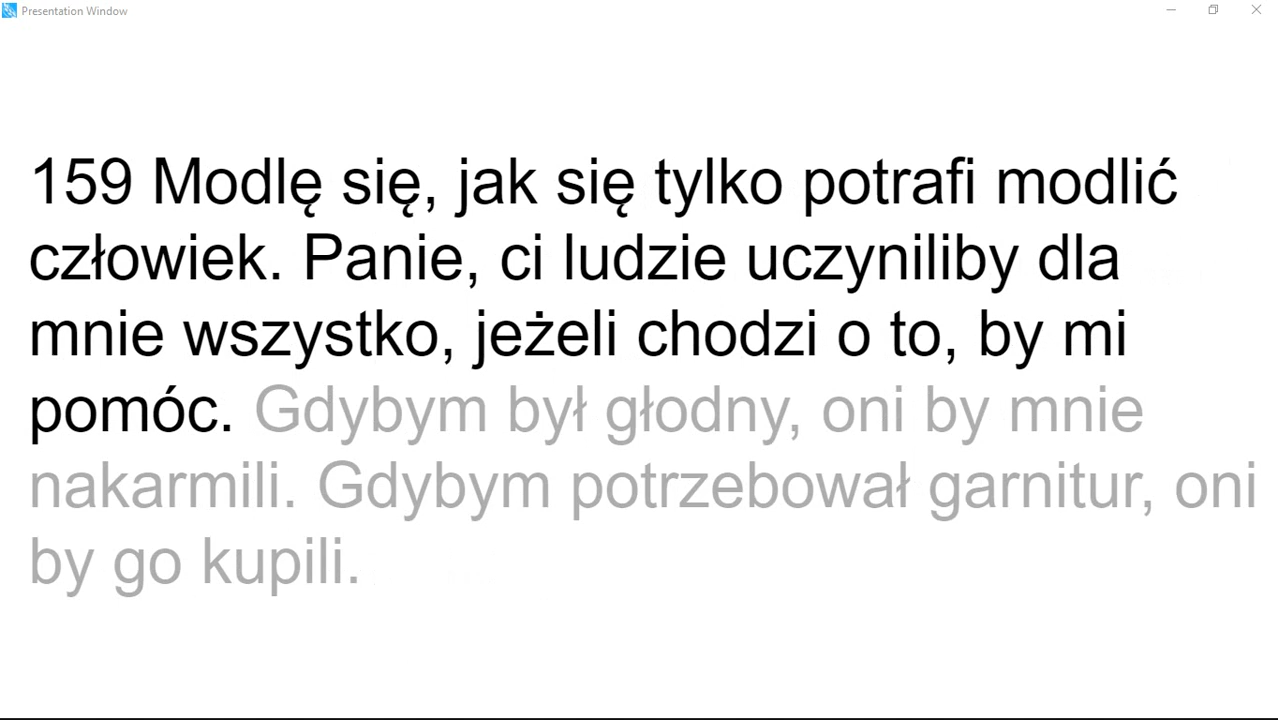 Presentation Window
159 Modlę się, jak się tylko potrafi modlić
człowiek. Panie, ci ludzie uczyniliby dla
mnie wszystko, jeżeli chodzi o to, by mi
pomóc. Gdybym był głodny, oni by mnie
nakarmili. Gdybym potrzebował garnitur, oni
by go kupili.